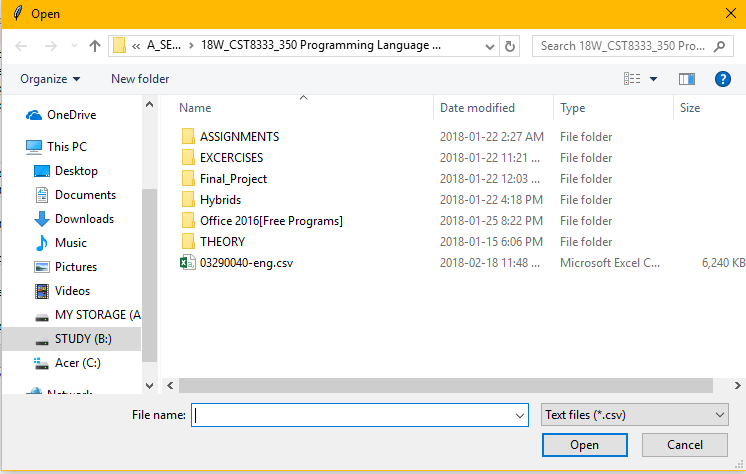 Open
« A_SE... › 18W_CST8333_350 Programming Language ...
Search 18W_CST8333_350 Pro...
Organize
New folder
Name Date modified Type Size
OneDrive
This PC
Desktop
Documents
Downloads
Music
Pictures
Videos
MY STORAGE (A
STUDY (B:)
Acer (C:)
Network
ASSIGNMENTS 2018-01-22 2:27 AM File folder
EXCERCISES 2018-01-22 11:21 ... File folder
Final_Project 2018-01-22 12:03 ... File folder
Hybrids 2018-01-22 4:18 PM File folder
Office 2016[Free Programs] 2018-01-25 8:22 PM File folder
THEORY 2018-01-15 6:06 PM File folder
03290040-eng.csv 2018-02-18 11:48 ... Microsoft Excel C... 6,240 KB
File name:
Text files (*.csv)
Open
Cancel